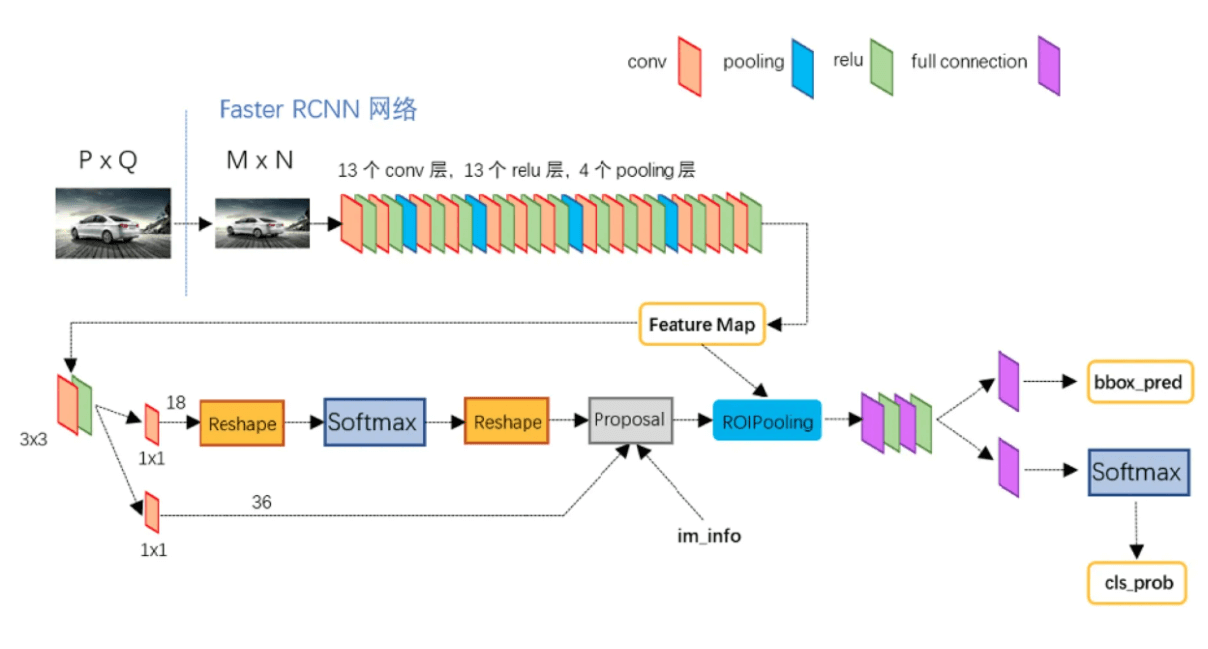 conv
pooling
relu
full connection
Faster RCNN 网络
P x Q
M x N
13 个 conv 层，13 个 relu 层，4 个 pooling 层
Feature Map
3x3
18
1x1
Reshape
Softmax
Reshape
Proposal
ROIPooling
bbox_pred
Softmax
36
1x1
im_info
cls_prob